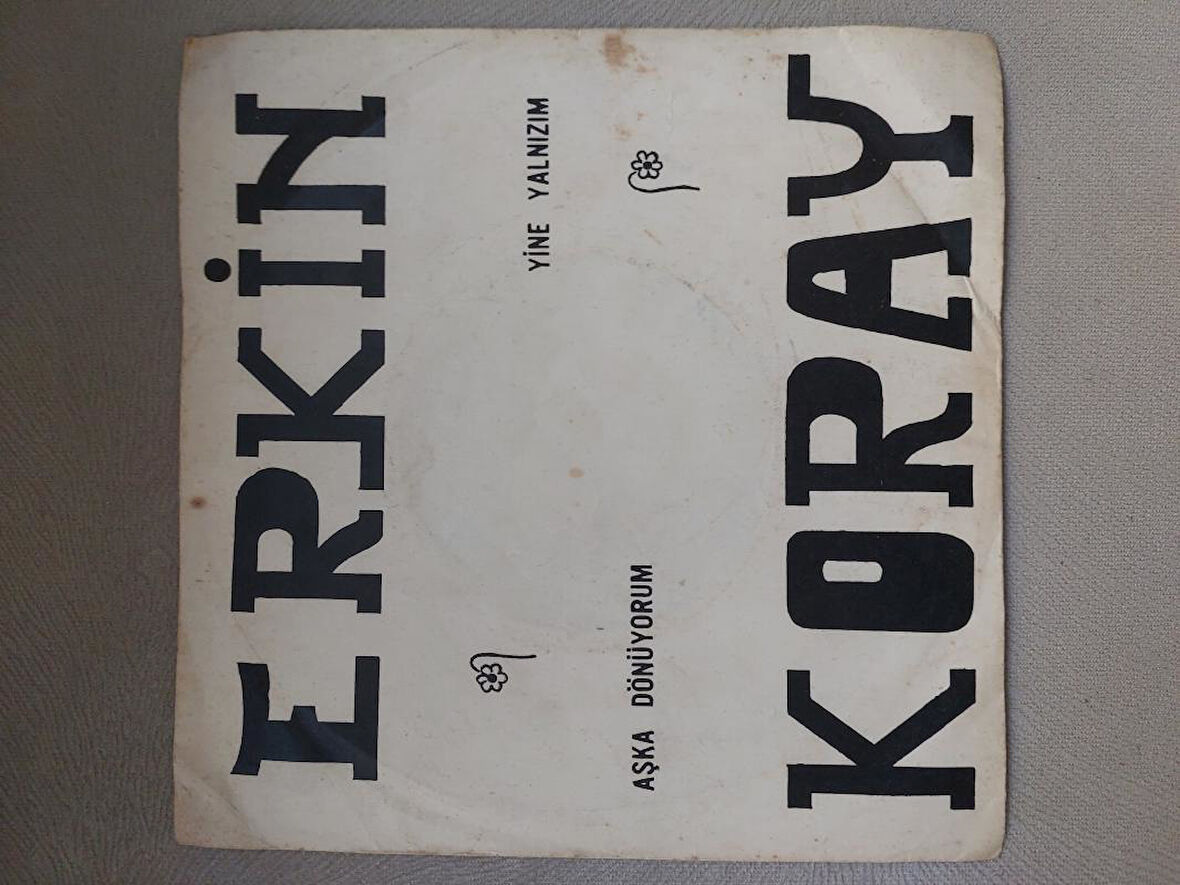 ERKİN
YİNE YALNIZIM
AŞKA DÖNÜYORUM
KORAY